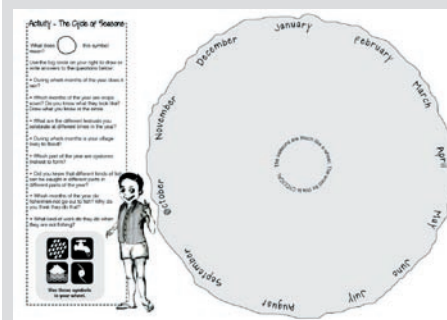 Activity - The Cycle of Seasons
What does this symbol
mean?
Use the big circle on your right to draw or
write answers to the questions below:
• During which months of the year does it
rain?
• Which months of the year are crops
sown? Do you know what they look like?
Draw what you know in the circle.
• What are the different festivals you
celebrate at different times in the year?
• During which months is your village
likely to flood?
• Which part of the year are cyclones
likeliest to form?
• Did you know that different kinds of fish
can be caught in different parts in
different parts of the year?
• Which months of the year do
fishermen not go out to fish? Why do
you think they do that?
• What kind of work do they do when
they are not fishing?
Use these symbols
in your wheel.
January
February
March
April
May
June
July
August
September
October
November
December